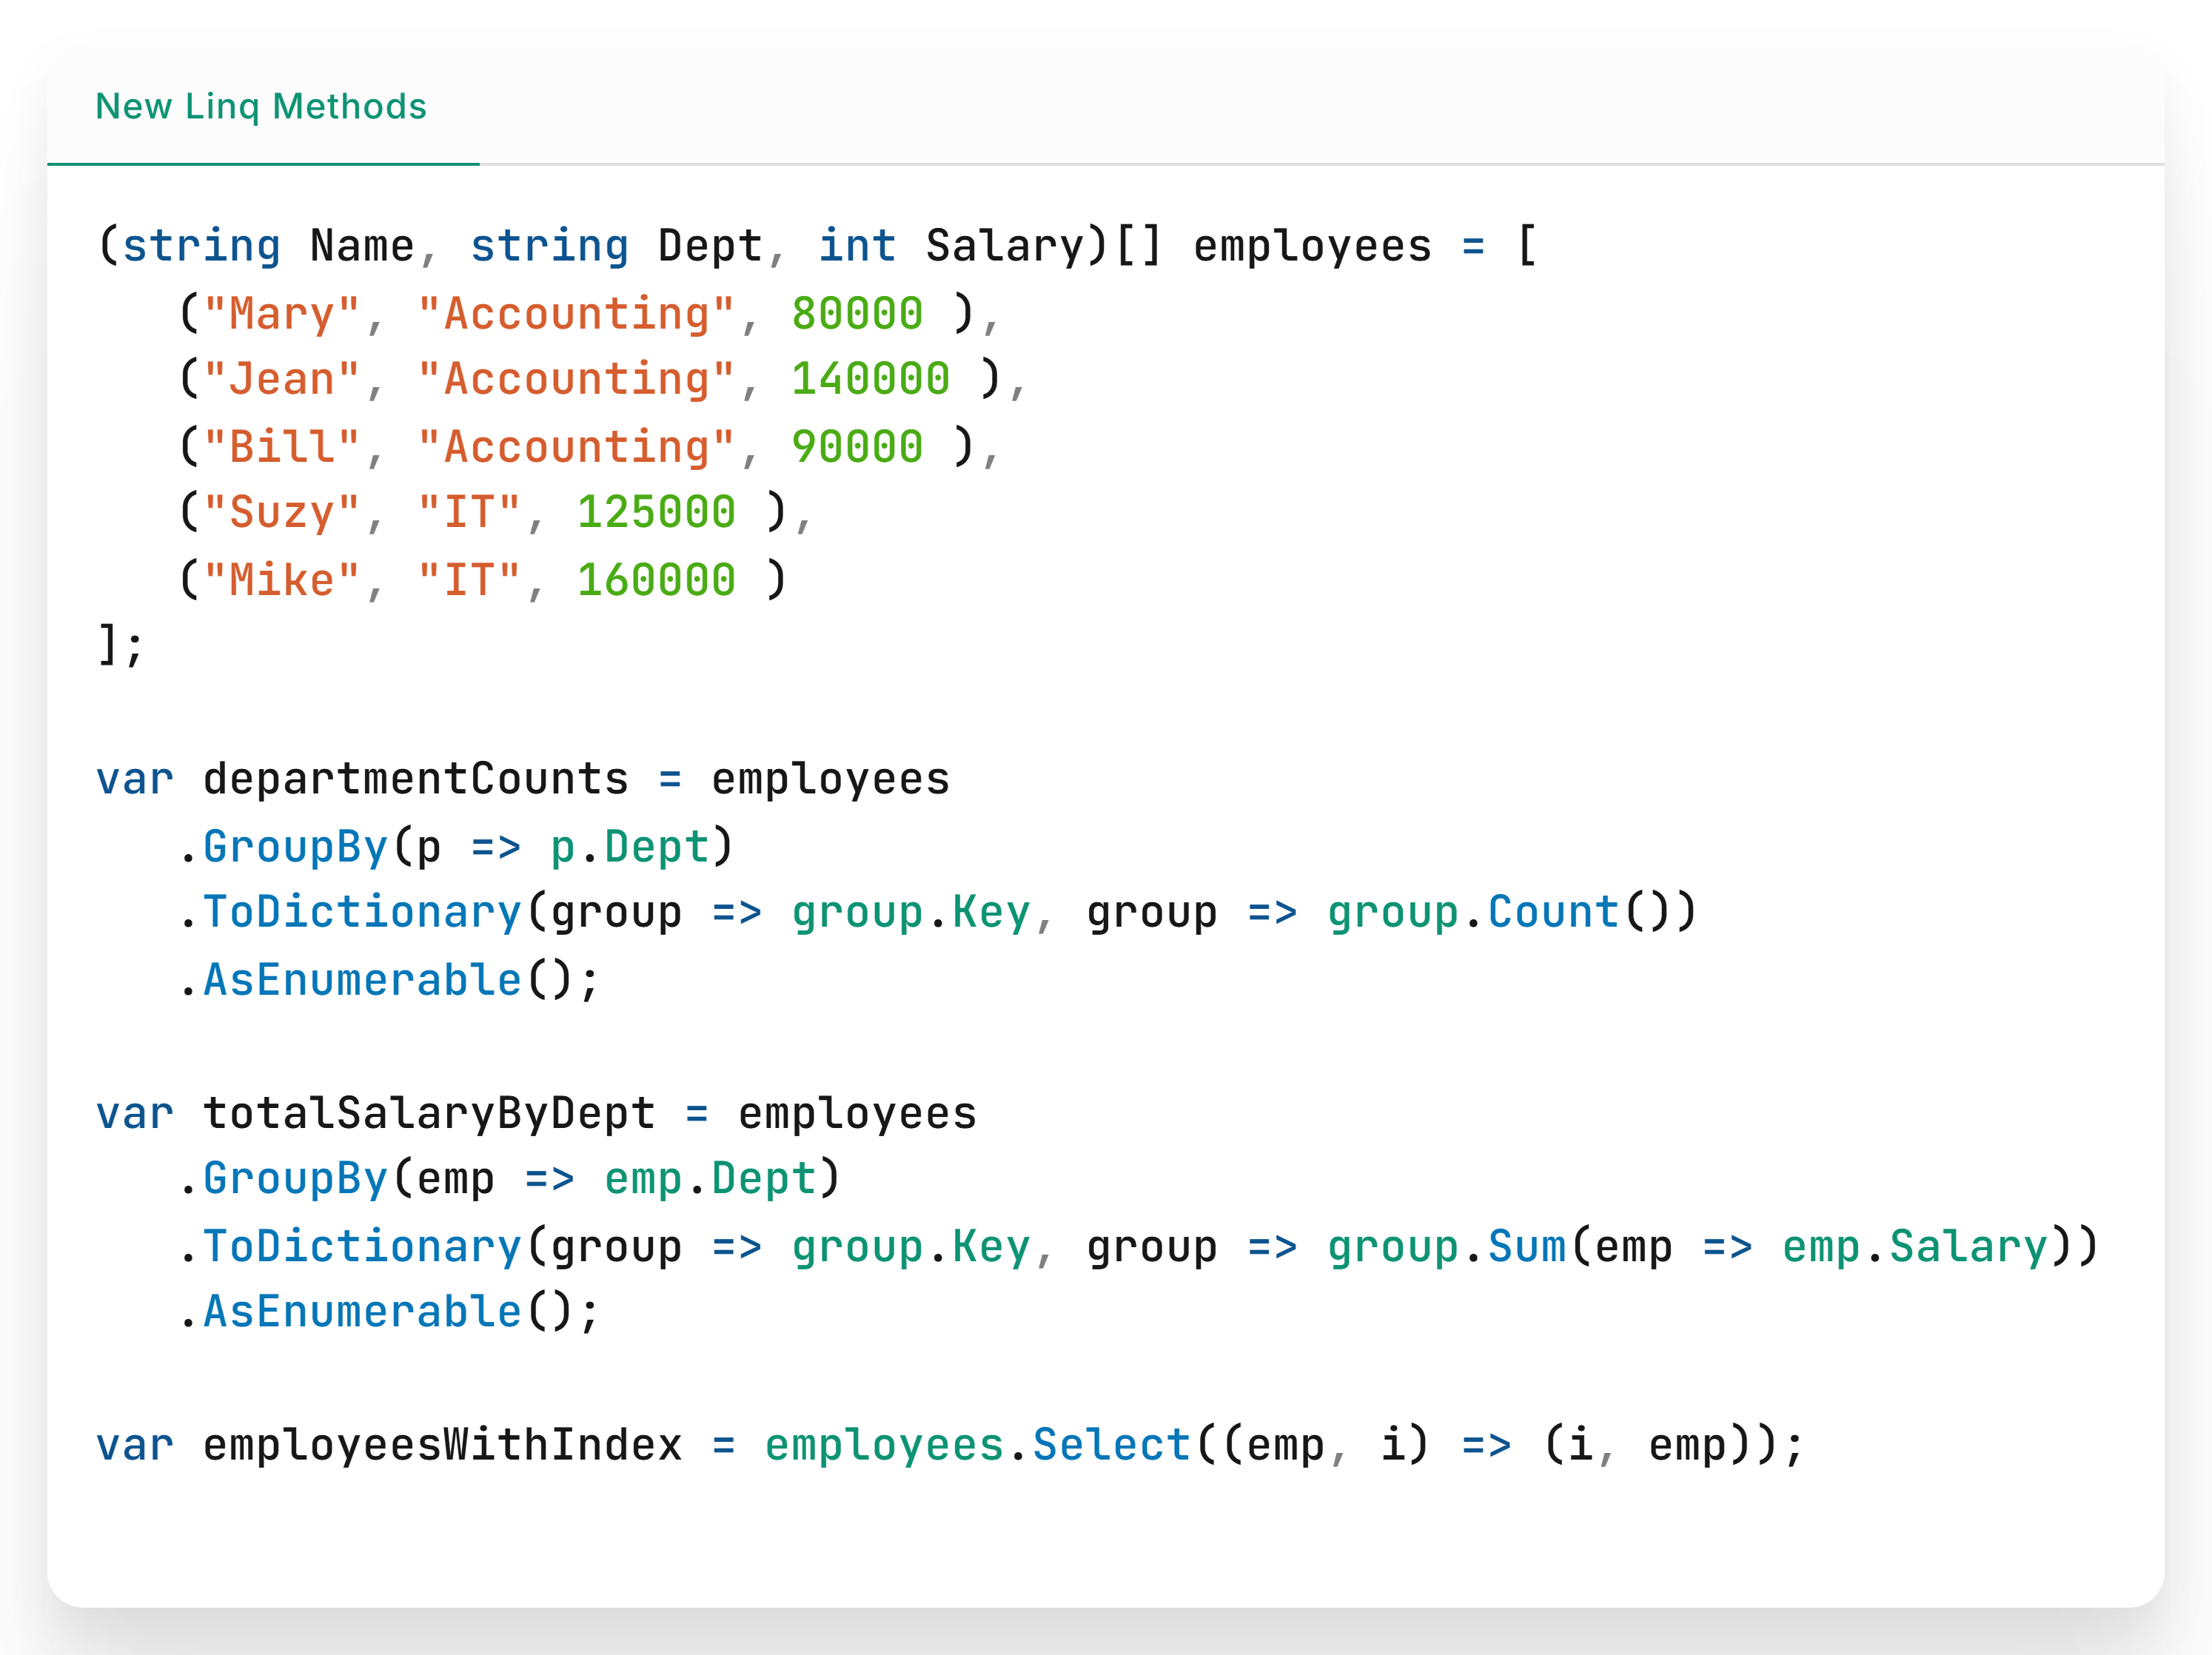 New Linq Methods
(string Name, string Dept, int Salary)[] employees = [
("Mary", "Accounting", 80000 ),
("Jean", "Accounting", 140000 ),
("Bill", "Accounting", 90000 ),
("Suzy", "IT", 125000 ),
("Mike", "IT", 160000 )
];
var departmentCounts = employees
.GroupBy(p => p.Dept)
.ToDictionary(group => group.Key, group => group.Count())
.AsEnumerable();
var totalSalaryByDept = employees
.GroupBy(emp => emp.Dept)
.ToDictionary(group => group.Key, group => group.Sum(emp => emp.Salary))
.AsEnumerable();
var employeesWithIndex = employees.Select((emp, i) => (i, emp));